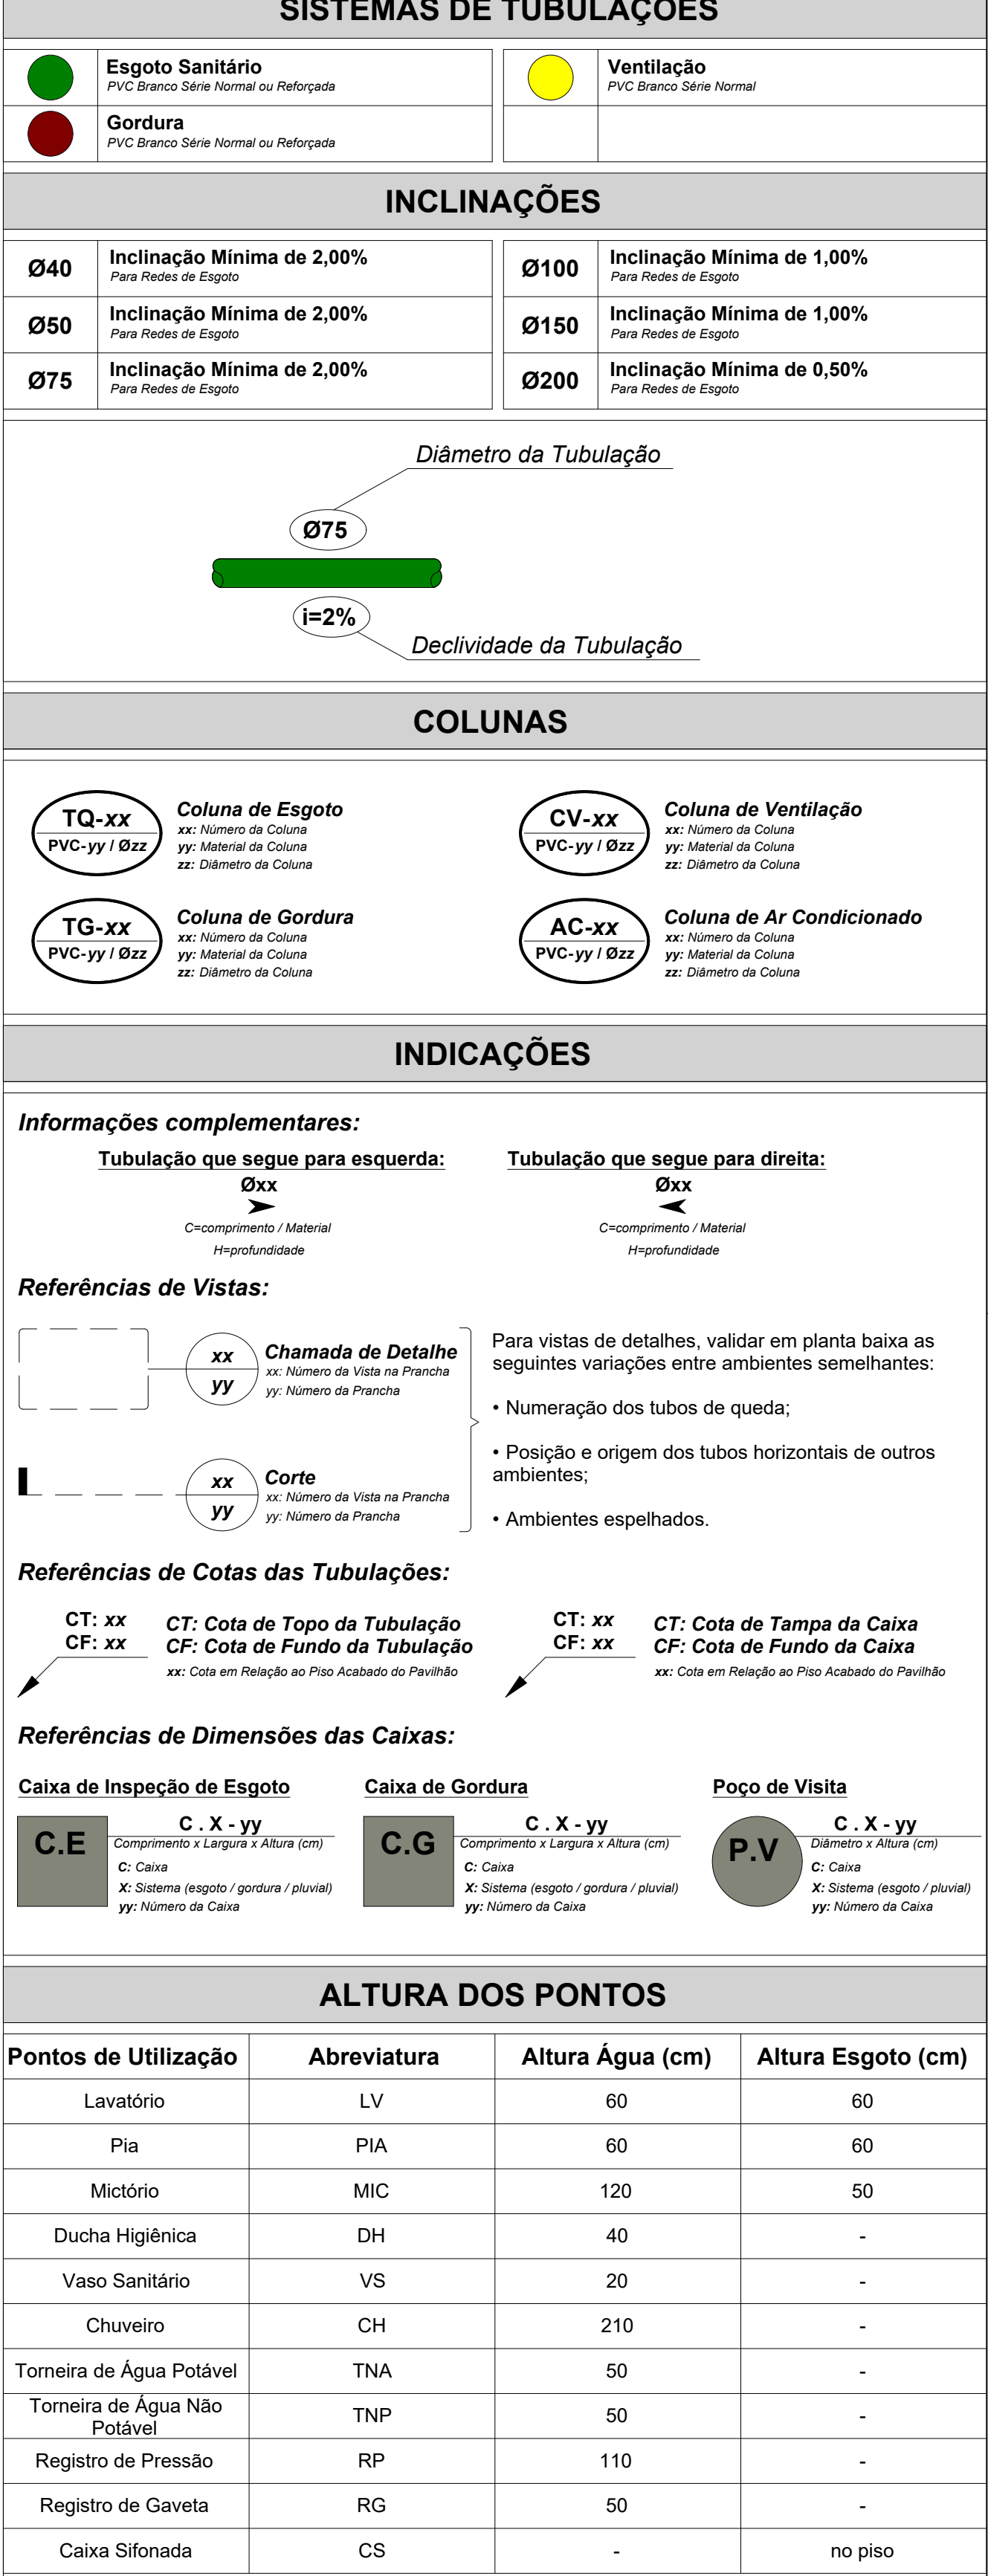 SISTEMAS DE TUBULAÇÕES
Esgoto Sanitário
PVC Branco Série Normal ou Reforçada
Ventilação
PVC Branco Série Normal
Gordura
PVC Branco Série Normal ou Reforçada
INCLINAÇÕES
Ø40
Inclinação Mínima de 2,00%
Para Redes de Esgoto
Ø100
Inclinação Mínima de 1,00%
Para Redes de Esgoto
Ø50
Inclinação Mínima de 2,00%
Para Redes de Esgoto
Ø150
Inclinação Mínima de 1,00%
Para Redes de Esgoto
Ø75
Inclinação Mínima de 2,00%
Para Redes de Esgoto
Ø200
Inclinação Mínima de 0,50%
Para Redes de Esgoto
Diâmetro da Tubulação
Ø75
i=2%
Declividade da Tubulação
COLUNAS
TQ-xx
PVC-yy / Øzz
Coluna de Esgoto
xx: Número da Coluna
yy: Material da Coluna
zz: Diâmetro da Coluna
CV-xx
PVC-yy / Øzz
Coluna de Ventilação
xx: Número da Coluna
yy: Material da Coluna
zz: Diâmetro da Coluna
TG-xx
PVC-yy / Øzz
Coluna de Gordura
xx: Número da Coluna
yy: Material da Coluna
zz: Diâmetro da Coluna
AC-xx
PVC-yy / Øzz
Coluna de Ar Condicionado
xx: Número da Coluna
yy: Material da Coluna
zz: Diâmetro da Coluna
INDICAÇÕES
Informações complementares:
Tubulação que segue para esquerda:
Øxx
C=comprimento / Material
H=profundidade
Tubulação que segue para direita:
Øxx
C=comprimento / Material
H=profundidade
Referências de Vistas:
xx
yy
Chamada de Detalhe
xx: Número da Vista na Prancha
yy: Número da Prancha
xx
yy
Corte
xx: Número da Vista na Prancha
yy: Número da Prancha
Para vistas de detalhes, validar em planta baixa as
seguintes variações entre ambientes semelhantes:
• Numeração dos tubos de queda;
• Posição e origem dos tubos horizontais de outros
ambientes;
• Ambientes espelhados.
Referências de Cotas das Tubulações:
CT: xx
CF: xx
CT: Cota de Topo da Tubulação
CF: Cota de Fundo da Tubulação
xx: Cota em Relação ao Piso Acabado do Pavilhão
CT: xx
CF: xx
CT: Cota de Tampa da Caixa
CF: Cota de Fundo da Caixa
xx: Cota em Relação ao Piso Acabado do Pavilhão
Referências de Dimensões das Caixas:
Caixa de Inspeção de Esgoto
C.E
C . X - yy
Comprimento x Largura x Altura (cm)
C: Caixa
X: Sistema (esgoto / gordura / pluvial)
yy: Número da Caixa
Caixa de Gordura
C.G
C . X - yy
Comprimento x Largura x Altura (cm)
C: Caixa
X: Sistema (esgoto / gordura / pluvial)
yy: Número da Caixa
Poço de Visita
P.V
C . X - yy
Diâmetro x Altura (cm)
C: Caixa
X: Sistema (esgoto / pluvial)
yy: Número da Caixa
ALTURA DOS PONTOS
Pontos de Utilização Abreviatura Altura Água (cm) Altura Esgoto (cm)
Lavatório LV 60 60
Pia PIA 60 60
Mictório MIC 120 50
Ducha Higiênica DH 40 -
Vaso Sanitário VS 20 -
Chuveiro CH 210 -
Torneira de Água Potável TNA 50 -
Torneira de Água Não
Potável TNP 50 -
Registro de Pressão RP 110 -
Registro de Gaveta RG 50 -
Caixa Sifonada CS - no piso